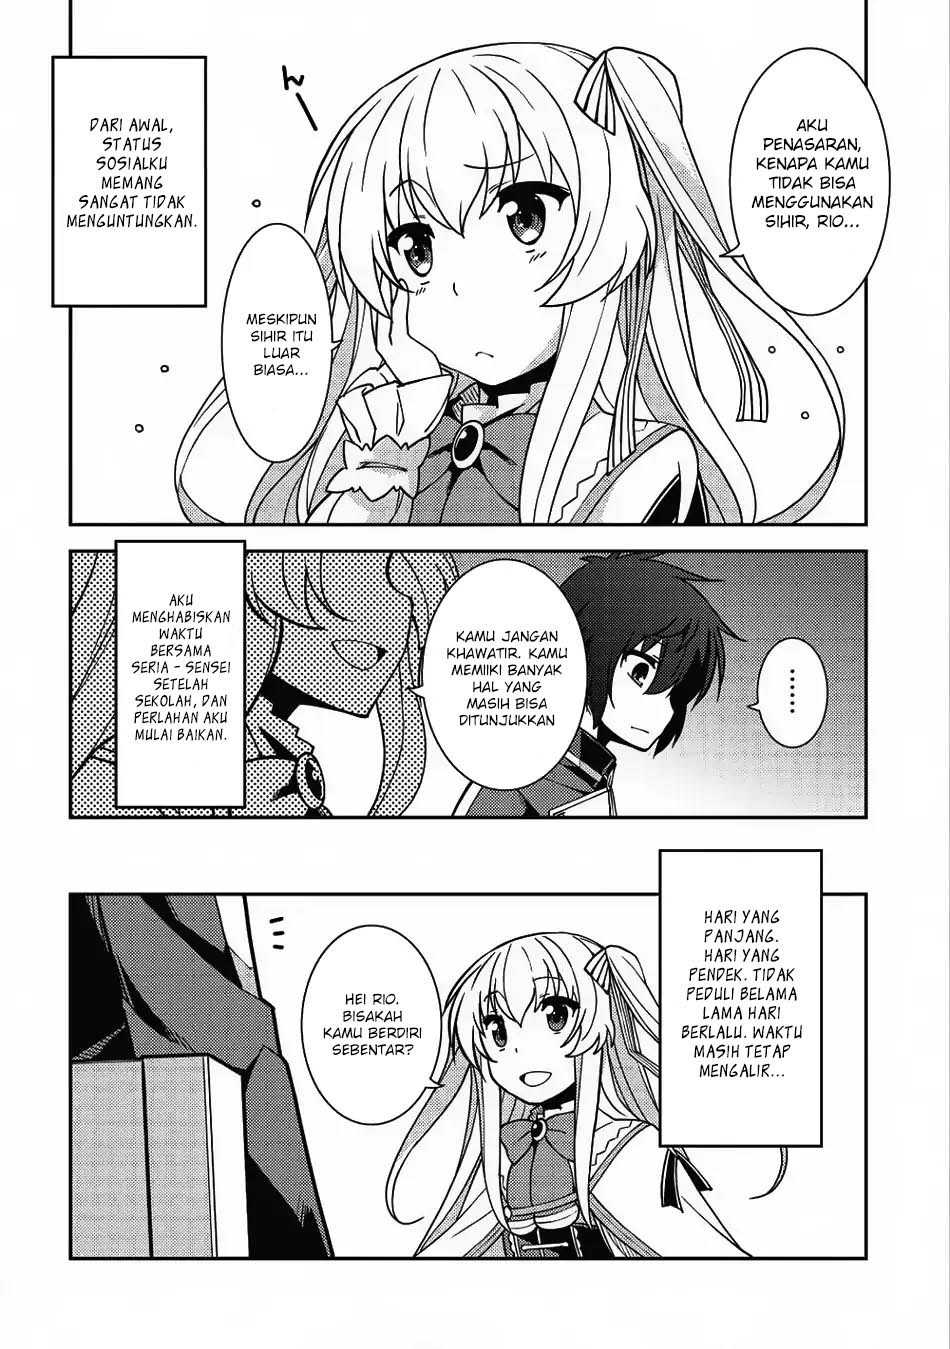 AKU
PENASARAN,
KENAPA KAMU
TIDAK BISA
MENGGUNAKAN
SIHIR, RIO...
ん
MESKIPUN
SIHIR ITU
LUAR
BIASA...
DARI AWAL,
STATUS
SOSIALKU
MEMANG
SANGAT TIDAK
MENGUNTUNGKAN.
......
KAMU JANGAN
KHAWATIR. KAMU
MEMIIKI BANYAK
HAL YANG
MASIH BISA
DITUNJUKKAN
AKU
MENGHABISKAN
WAKTU
BERSAMA
SERIA - SENSEI
SETELAH
SEKOLAH, DAN
PERLAHAN AKU
MULAI BAIKAN.
HARI YANG
PANJANG.
HARI YANG
PENDEK. TIDAK
PEDULI BELAMA
LAMA HARI
BERLALU. WAKTU
MASIH TETAP
MENGALIR...
HEI RIO.
BISAKAH
KAMU BERDIRI
SEBENTAR?